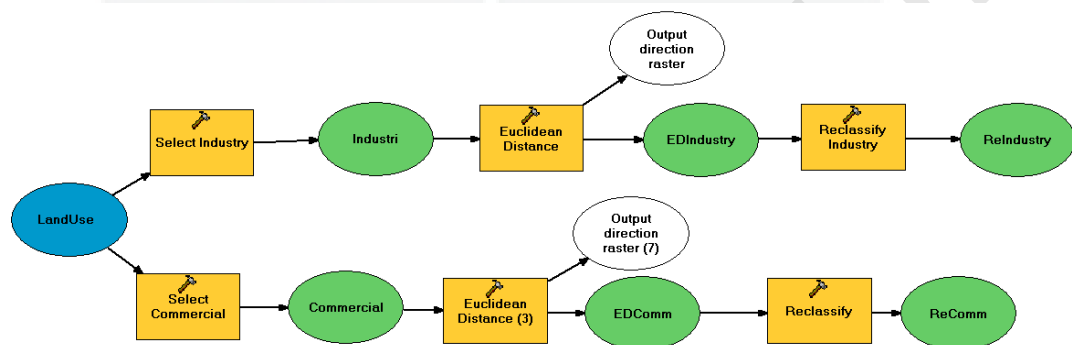 Output
direction
raster
Select Industry
Industri
Euclidean
Distance
EDIndustry
Reclassify
Industry
ReIndustry
LandUse
Output
direction
raster (7)
Select
Commercial
Commercial
Euclidean
Distance (3)
EDComm
Reclassify
ReComm